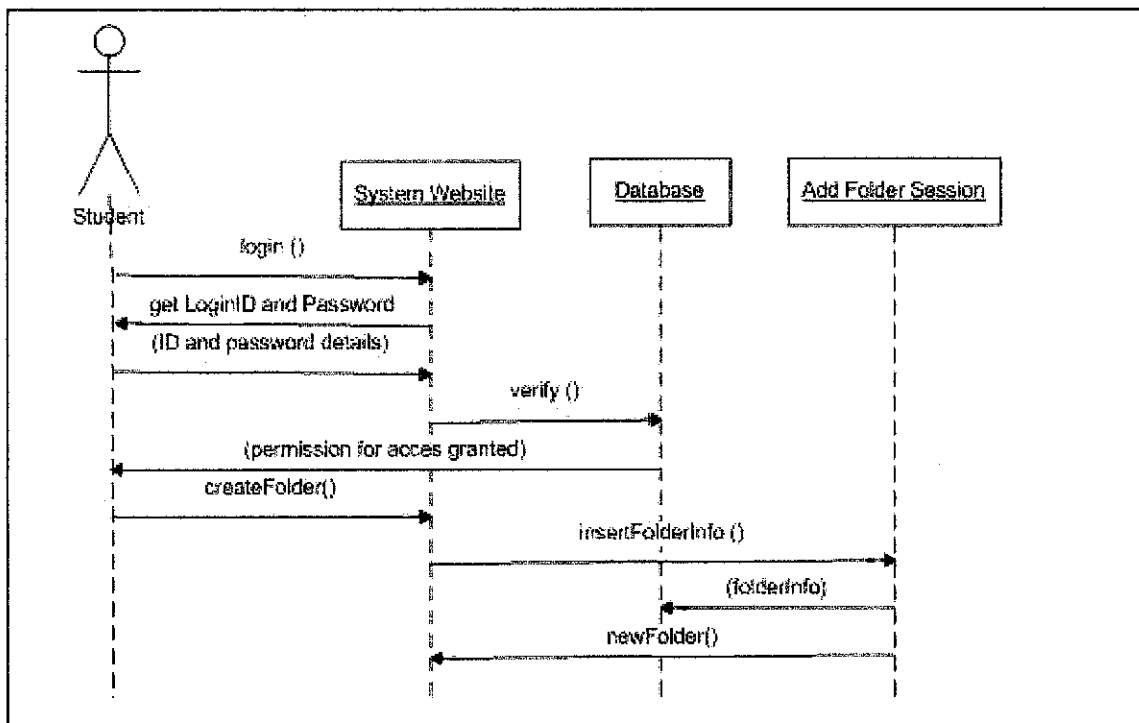 Student
System Website
Database
Add Folder Session
login ()
get LoginID and Password
(ID and password details)
verify ()
(permission for acces granted)
createFolder()
insertFolderInfo ()
(folderInfo)
newFolder()